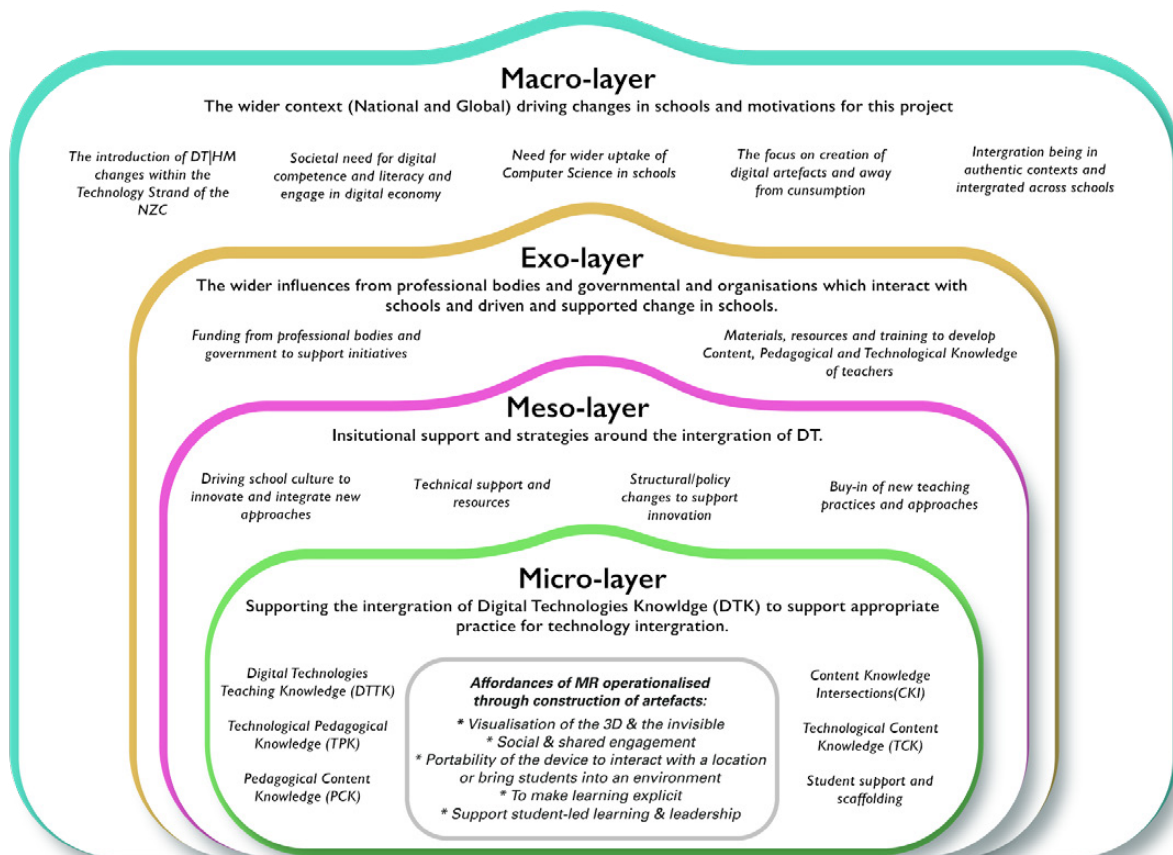 Macro-layer
The wider context (National and Global) driving changes in schools and motivations for this project
The introduction of DT|HM
changes within the
Technology Strand of the
NZC
Societal need for digital
competence and literacy and
engage in digital economy
Need for wider uptake of
Computer Science in schools
The focus on creation of
digital artefacts and away
from cunsumption
Intergration being in
authentic contexts and
intergrated across schools
Exo-layer
The wider influences from professional bodies and governmental and organisations which interact with
schools and driven and supported change in schools.
Funding from professional bodies and
government to support initiatives
Materials, resources and training to develop
Content, Pedagogical and Technological Knowledge
of teachers
Meso-layer
Insitutional support and strategies around the intergration of DT.
Driving school culture to
innovate and integrate new
approaches
Technical support and
resources
Structural/policy
changes to support
innovation
Buy-in of new teaching
practices and approaches
Micro-layer
Supporting the intergration of Digital Technologies Knowldge (DTK) to support appropriate
practice for technology intergration.
Digital Technologies
Teaching Knowledge (DTTK)
Technological Pedagogical
Knowledge (TPK)
Pedagogical Content
Knowledge (PCK)
Affordances of MR operationalised
through construction of artefacts:
* Visualisation of the 3D & the invisible
* Social & shared engagement
* Portability of the device to interact with a location
or bring students into an environment
* To make learning explicit
* Support student-led learning & leadership
Content Knowledge
Intersections(CKI)
Technological Content
Knowledge (TCK)
Student support and
scaffolding